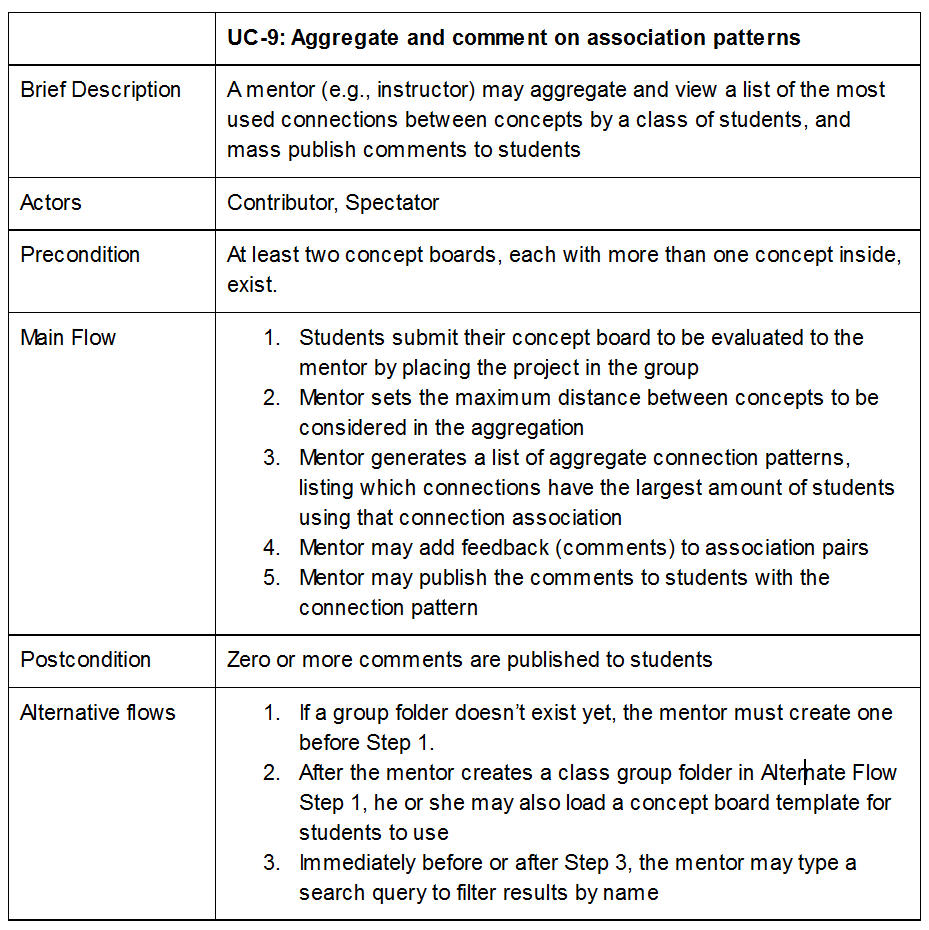 UC-9: Aggregate and comment on association patterns
Brief Description
A mentor (e.g., instructor) may aggregate and view a list of the most
used connections between concepts by a class of students, and
mass publish comments to students
Actors
Contributor, Spectator
Precondition
At least two concept boards, each with more than one concept inside,
exist.
Main Flow
1. Students submit their concept board to be evaluated to the
mentor by placing the project in the group
2. Mentor sets the maximum distance between concepts to be
considered in the aggregation
3. Mentor generates a list of aggregate connection patterns,
listing which connections have the largest amount of students
using that connection association
4. Mentor may add feedback (comments) to association pairs
5. Mentor may publish the comments to students with the
connection pattern
Postcondition
Zero or more comments are published to students
Alternative flows
1. If a group folder doesn’t exist yet, the mentor must create one
before Step 1.
2. After the mentor creates a class group folder in Alternate Flow
Step 1, he or she may also load a concept board template for
students to use
3. Immediately before or after Step 3, the mentor may type a
search query to filter results by name